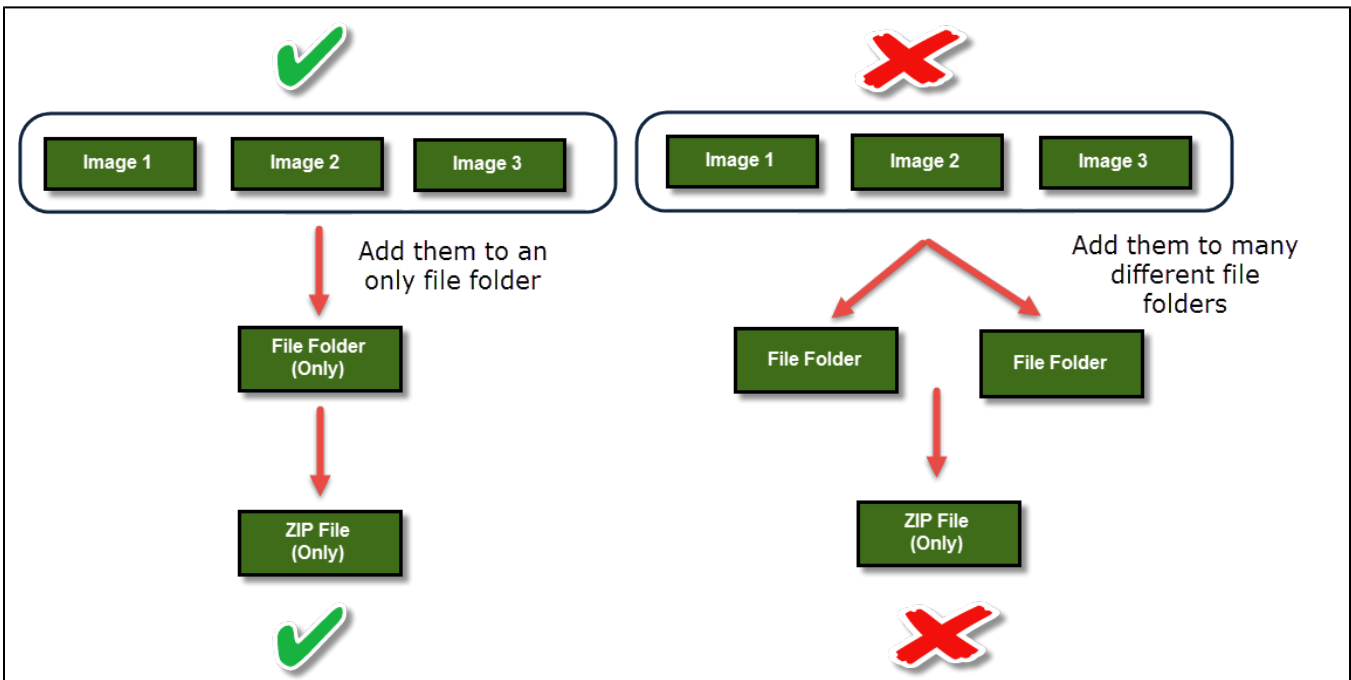 Image 1
Image 2
Image 3
Add them to an
only file folder
File Folder
(Only)
ZIP File
(Only)
Image 1
Image 2
Image 3
Add them to many
different file
folders
File Folder
File Folder
ZIP File
(Only)